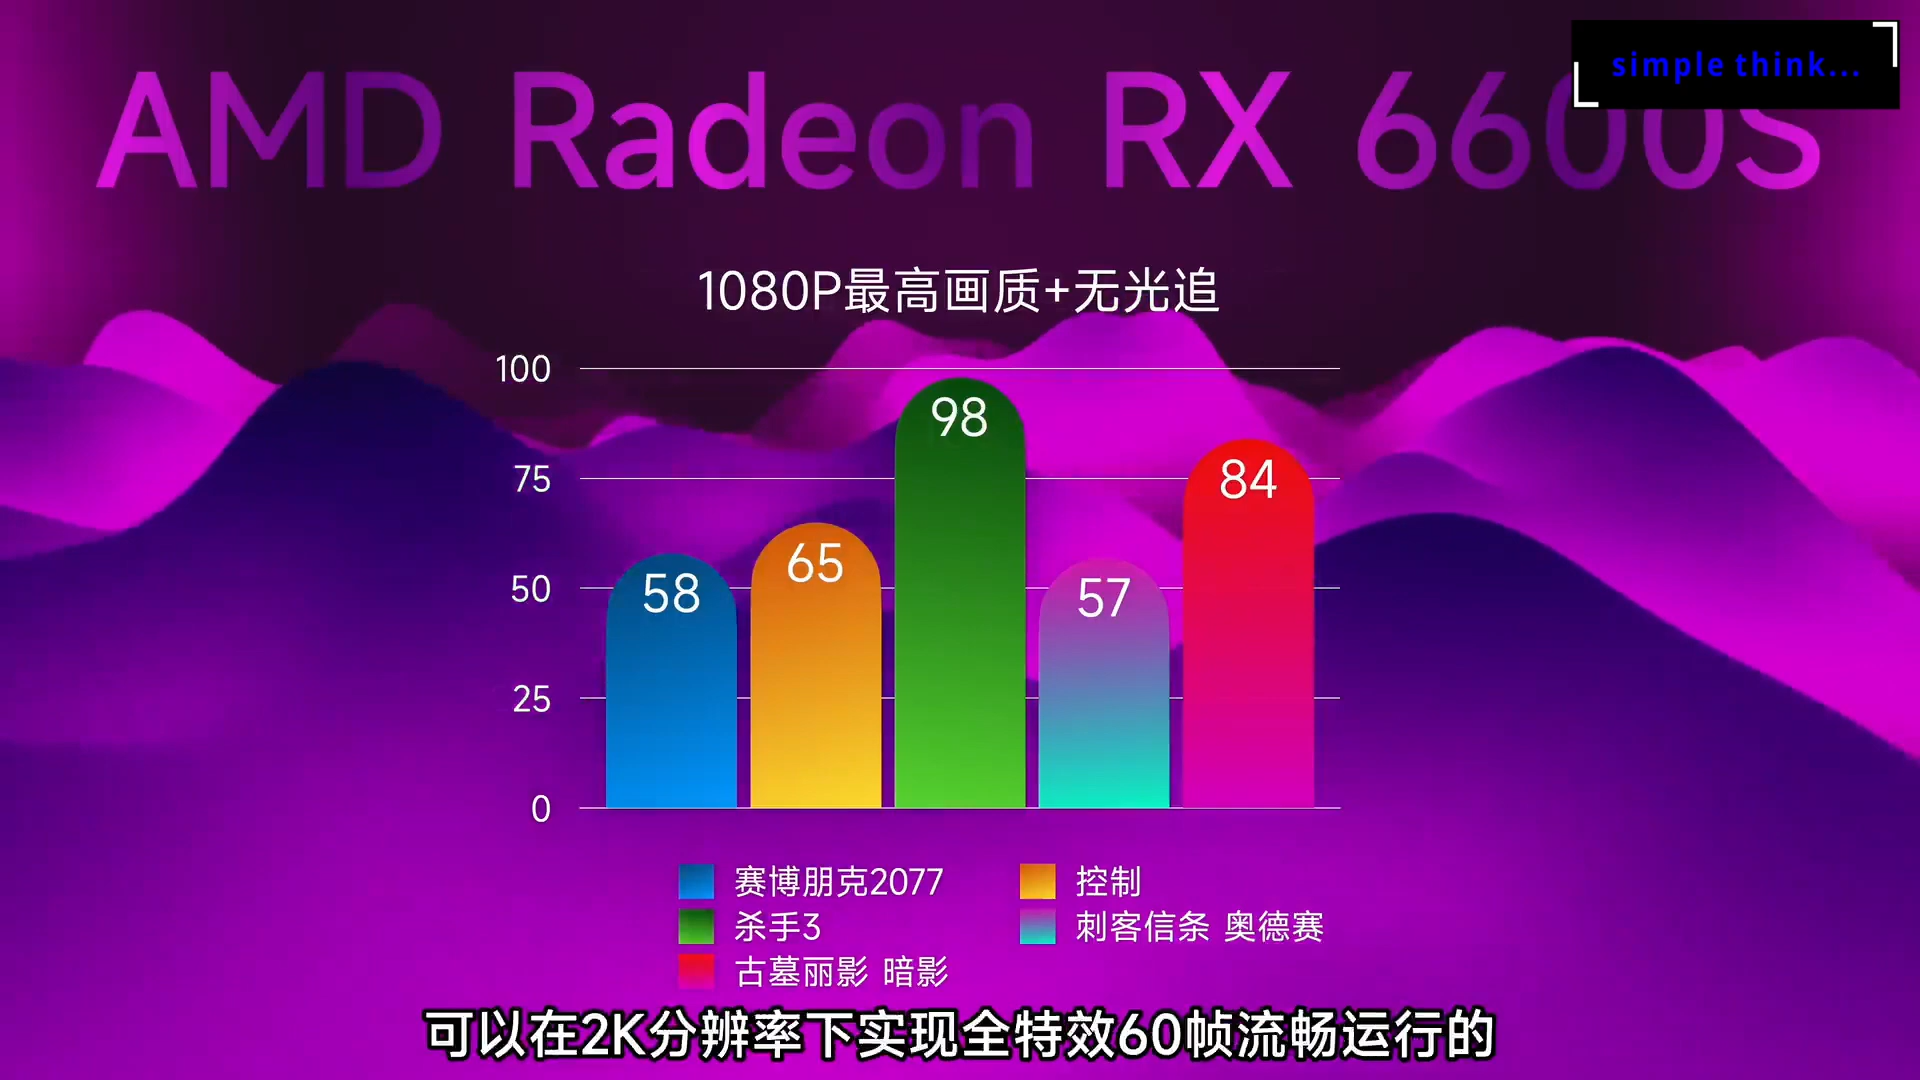 simple think...
AMD Radeon RX 6600S
1080P最高画质+无光追
100
75
50
25
0
58
65
98
57
84
赛博朋克2077
控制
杀手3
刺客信条 奥德赛
古墓丽影 暗影
可以在2K分辨率下实现全特效60帧流畅运行的